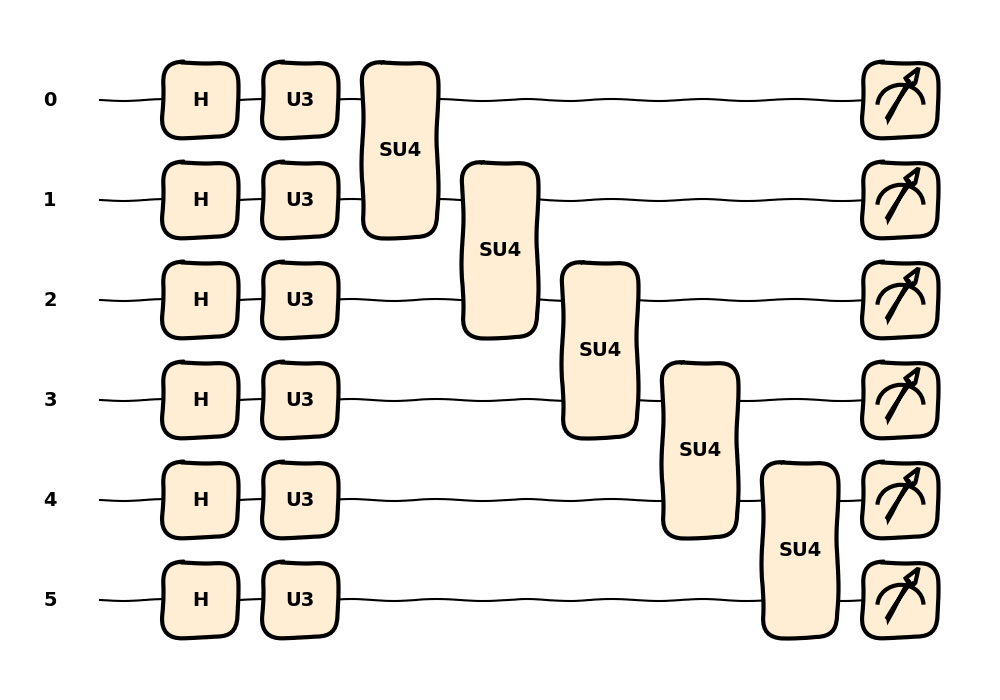 0 H U3
SU4
1 H U3
SU4
2 H U3
SU4
3 H U3
SU4
4 H U3
SU4
5 H U3